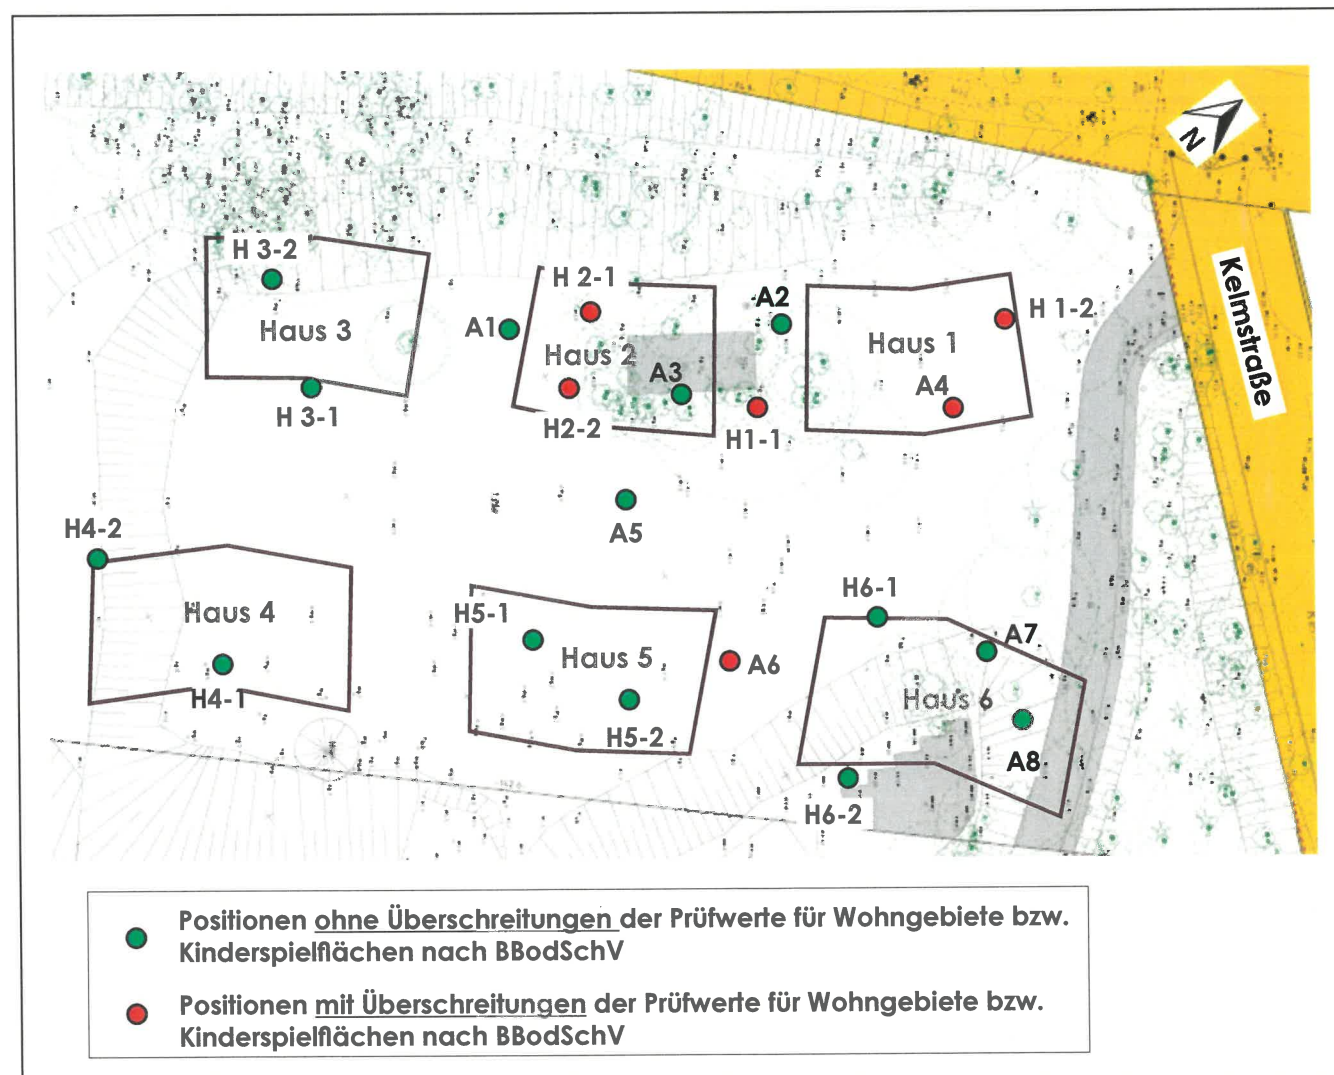 N
Kelmstraße
H 3-2
Haus 3
H 3-1
H 2-1
A1
Haus 2
A3
H2-2
A2
H1-1
Haus 1
H 1-2
A4
A5
H4-2
Haus 4
H4-1
H5-1
Haus 5
H5-2
A6
H6-1
A7
Haus 6
A8
H6-2
Positionen ohne Überschreitungen der Prüfwerte für Wohngebiete bzw.
Kinderspielflächen nach BBodSchV
Positionen mit Überschreitungen der Prüfwerte für Wohngebiete bzw.
Kinderspielflächen nach BBodSchV